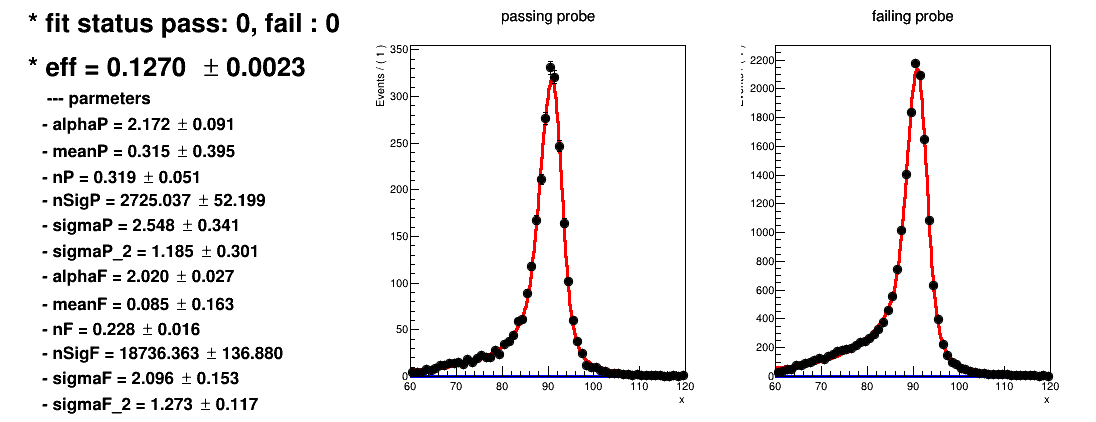 * fit status pass: 0, fail : 0
* eff = 0.1270 ± 0.0023
--- parmeters
- alphaP = 2.172 ± 0.091
- meanP = 0.315 ± 0.395
- nP = 0.319 ± 0.051
- nSigP = 2725.037 ± 52.199
- sigmaP = 2.548 ± 0.341
- sigmaP_2 = 1.185 ± 0.301
- alphaF = 2.020 ± 0.027
- meanF = 0.085 ± 0.163
- nF = 0.228 ± 0.016
- nSigF = 18736.363 ± 136.880
- sigmaF = 2.096 ± 0.153
- sigmaF_2 = 1.273 ± 0.117
passing probe
Events / ( 1 )
350
300
250
200
150
100
50
0
60 70 80 90 100 110 120
x
failing probe
2200
2000
1800
1600
1400
1200
1000
800
600
400
200
0
60 70 80 90 100 110 120
x